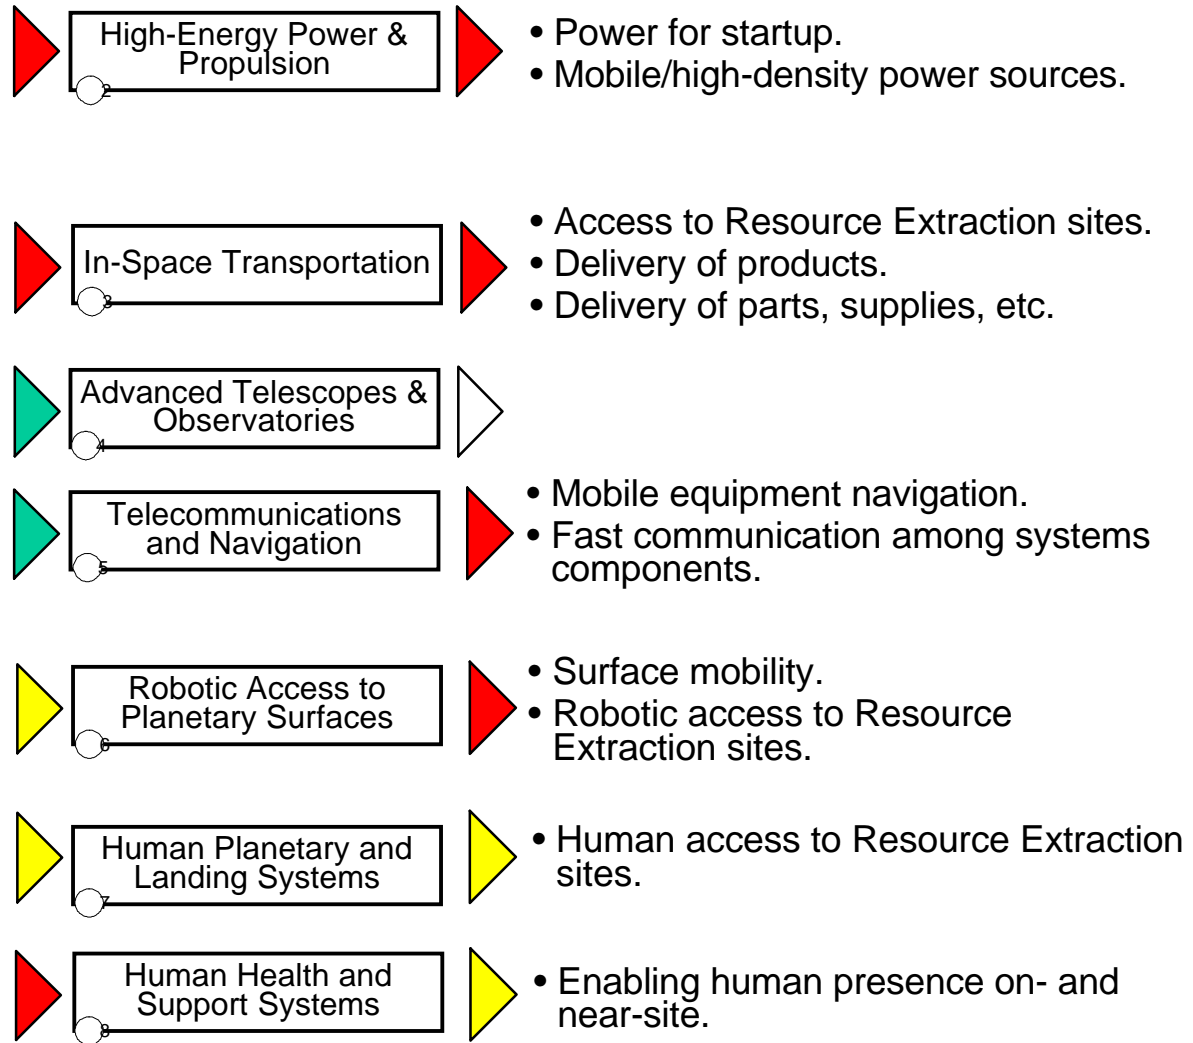 High-Energy Power &
Propulsion
2
• Power for startup.
• Mobile/high-density power sources.
In-Space Transportation
3
• Access to Resource Extraction sites.
• Delivery of products.
• Delivery of parts, supplies, etc.
Advanced Telescopes &
Observatories
4
Telecommunications
and Navigation
5
• Mobile equipment navigation.
• Fast communication among systems
components.
Robotic Access to
Planetary Surfaces
6
• Surface mobility.
• Robotic access to Resource
Extraction sites.
Human Planetary and
Landing Systems
7
• Human access to Resource Extraction
sites.
Human Health and
Support Systems
8
• Enabling human presence on- and
near-site.